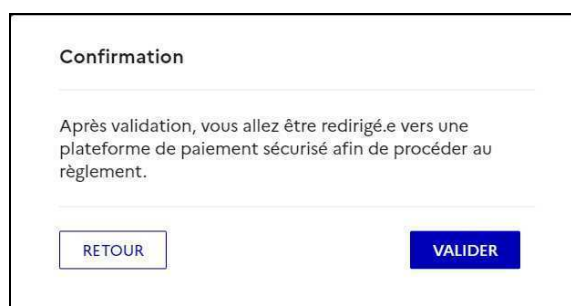 Confirmation
Après validation, vous allez être redirigé.e vers une
plateforme de paiement sécurisé afin de procéder au
règlement.
RETOUR
VALIDER